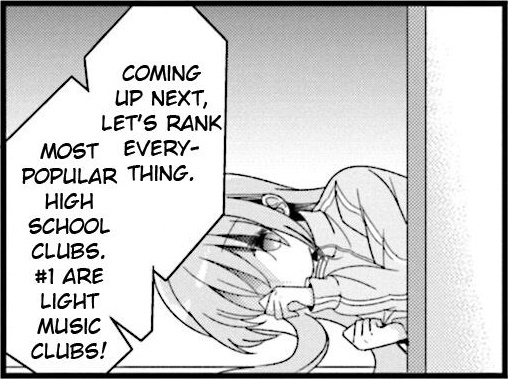 COMING
UP NEXT,
LET'S RANK
EVERY-
THING.
MOST
POPULAR
HIGH
SCHOOL
CLUBS.
#1 ARE
LIGHT
MUSIC
CLUBS!